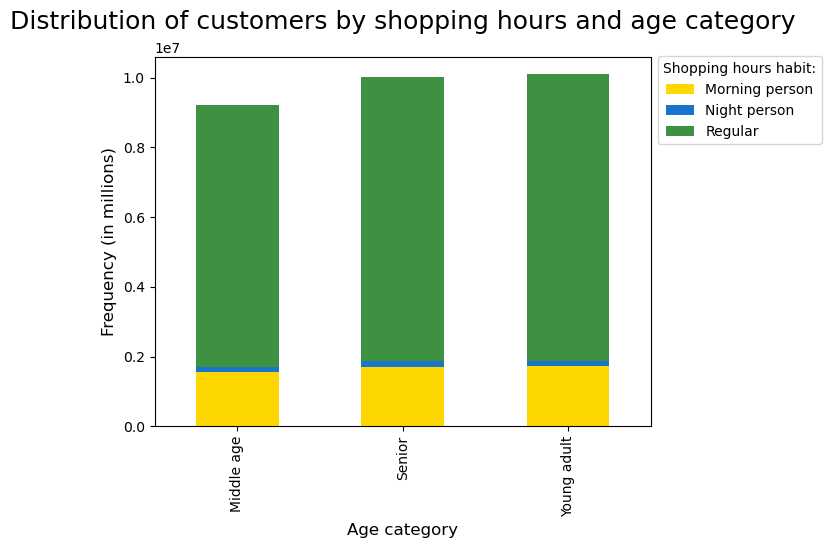 Distribution of customers by shopping hours and age category
1e7
Shopping hours habit:
Morning person
Night person
Regular
1.0
0.8
0.6
0.4
0.2
0.0
Frequency (in millions)
Middle age
Senior
Young adult
Age category